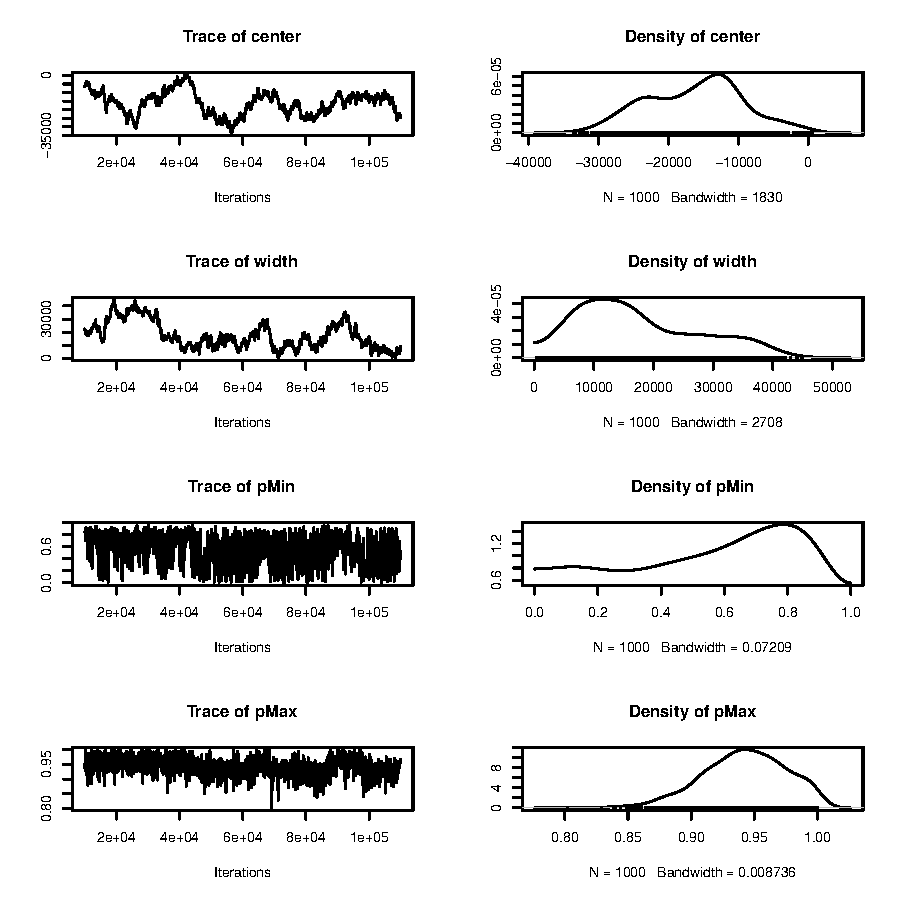 Trace of center
0
−35000
2e+04 4e+04 6e+04 8e+04 1e+05
Iterations
Density of center
6e−05
0e+00
−40000 −30000 −20000 −10000 0
N = 1000 Bandwidth = 1830
Trace of width
30000
0
2e+04 4e+04 6e+04 8e+04 1e+05
Iterations
Density of width
4e−05
0e+00
0 10000 20000 30000 40000 50000
N = 1000 Bandwidth = 2708
Trace of pMin
0.6
0.0
2e+04 4e+04 6e+04 8e+04 1e+05
Iterations
Density of pMin
1.2
0.6
0.0 0.2 0.4 0.6 0.8 1.0
N = 1000 Bandwidth = 0.07209
Trace of pMax
0.95
0.80
2e+04 4e+04 6e+04 8e+04 1e+05
Iterations
Density of pMax
8
4
0
0.80 0.85 0.90 0.95 1.00
N = 1000 Bandwidth = 0.008736